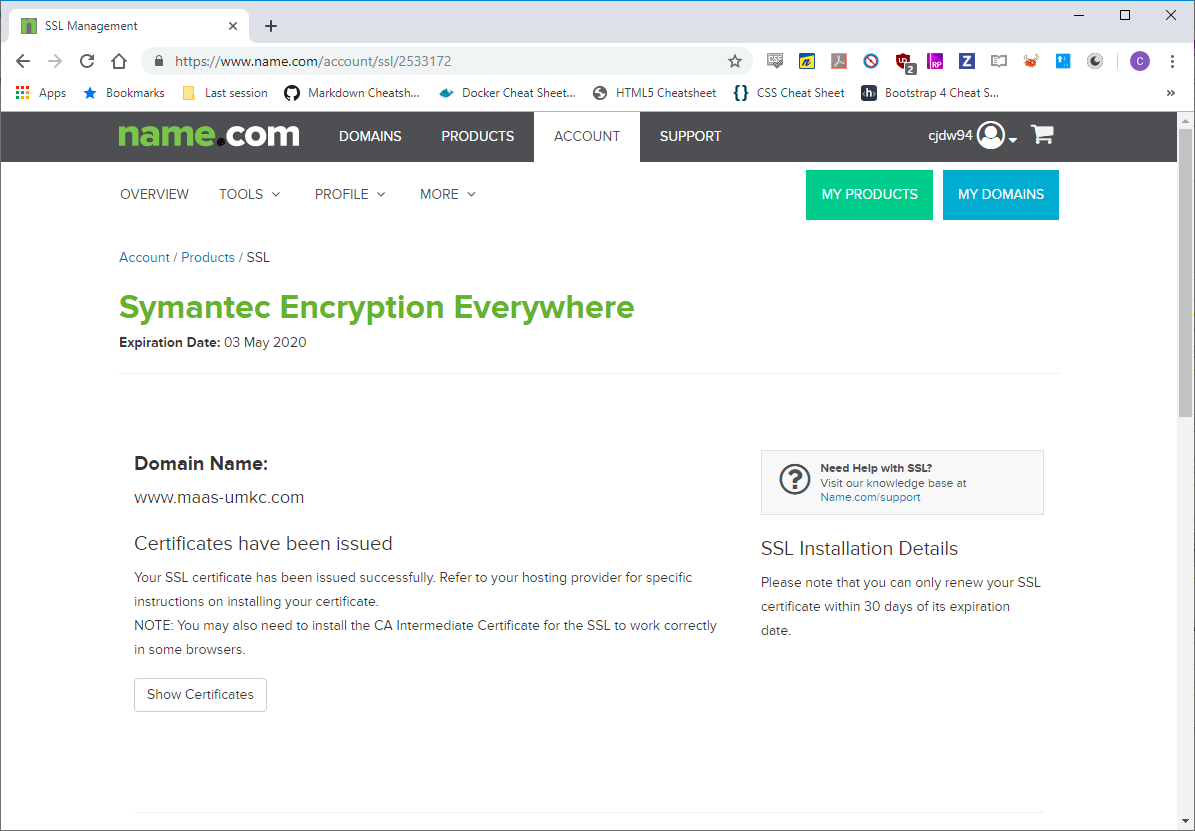 SSL Management
https://www.name.com/account/ssl/2533172
CSS
RP
Z
2
C
Apps Bookmarks Last session Markdown Cheatsh... Docker Cheat Sheet... HTML5 Cheatsheet CSS Cheat Sheet Bootstrap 4 Cheat S... »
name.com DOMAINS PRODUCTS ACCOUNT SUPPORT cjdw94
OVERVIEW TOOLS PROFILE MORE MY PRODUCTS MY DOMAINS
Account / Products / SSL
Symantec Encryption Everywhere
Expiration Date: 03 May 2020
Domain Name:
www.maas-umkc.com
Certificates have been issued
Your SSL certificate has been issued successfully. Refer to your hosting provider for specific
instructions on installing your certificate.
NOTE: You may also need to install the CA Intermediate Certificate for the SSL to work correctly
in some browsers.
Show Certificates
Need Help with SSL?
Visit our knowledge base at
Name.com/support
SSL Installation Details
Please note that you can only renew your SSL
certificate within 30 days of its expiration
date.